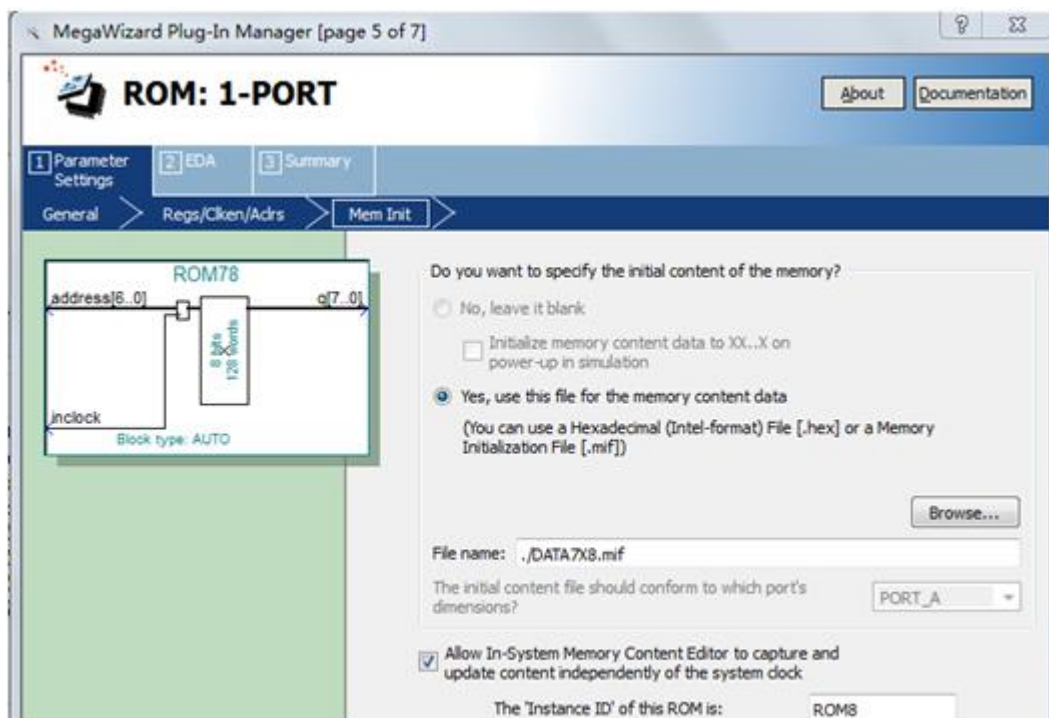 MegaWizard Plug-In Manager [page 5 of 7]
ROM: 1-PORT
About
Documentation
1 Parameter Settings
2 EDA
3 Summary
General
Regs/Clken/Aclrs
Mem Init
ROM78
address[6..0]
q[7..0]
8 bits
128 words
inclock
Block type: AUTO
Do you want to specify the initial content of the memory?
No, leave it blank
Initialize memory content data to XX..X on
power-up in simulation
Yes, use this file for the memory content data
(You can use a Hexadecimal (Intel-format) File [.hex] or a Memory
Initialization File [.mif])
Browse...
File name: ./DATA7X8.mif
The initial content file should conform to which port's
dimensions?
PORT_A
Allow In-System Memory Content Editor to capture and
update content independently of the system clock
The 'Instance ID' of this ROM is: ROM8